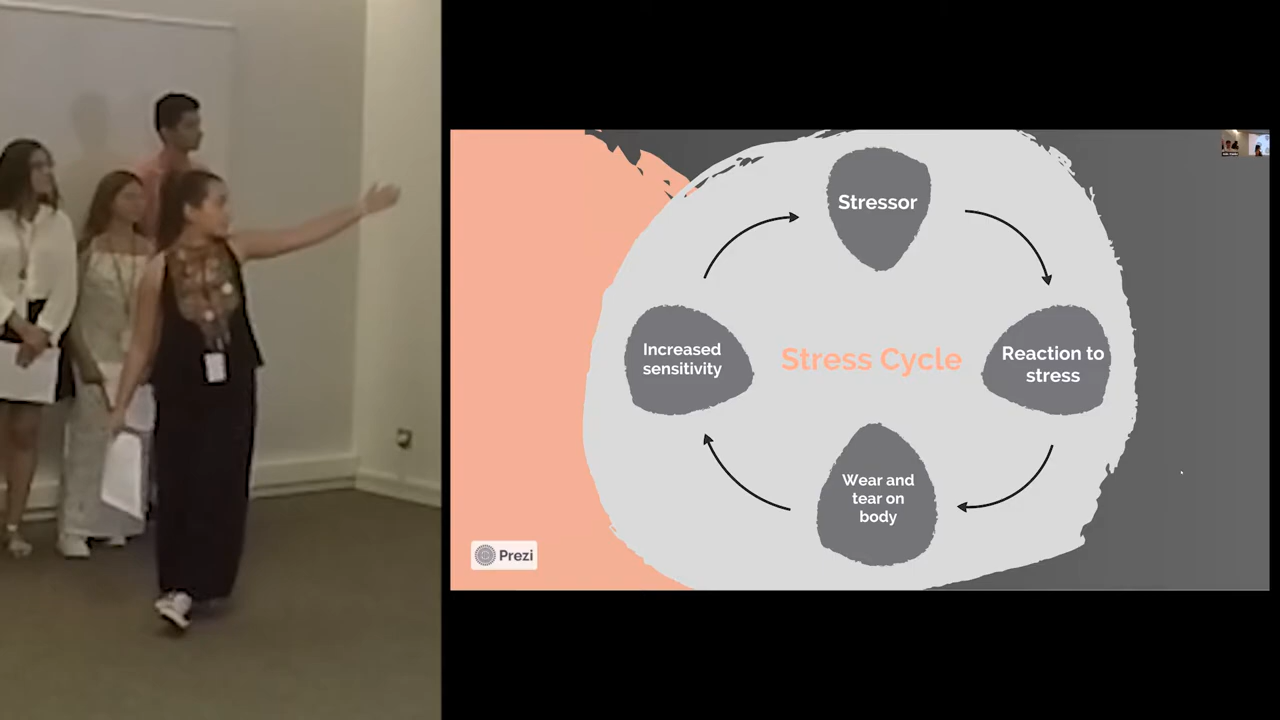 Stressor
Reaction to
stress
Wear and
tear on
body
Increased
sensitivity
Stress Cycle
Prezi